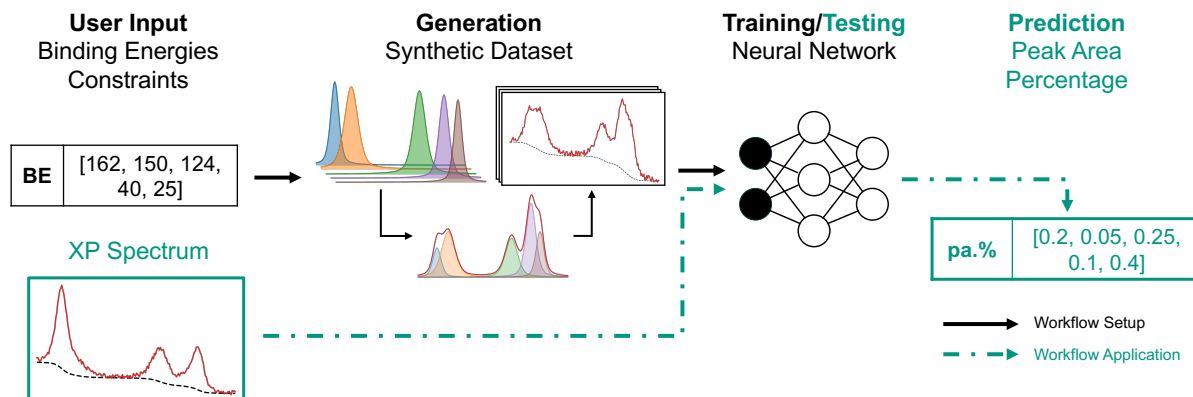 User Input
Binding Energies
Constraints
Generation
Synthetic Dataset
Training/Testing
Neural Network
Prediction
Peak Area
Percentage
BE
[162, 150, 124,
40, 25]
XP Spectrum
pa.%
[0.2, 0.05, 0.25,
0.1, 0.4]
Workflow Setup
Workflow Application